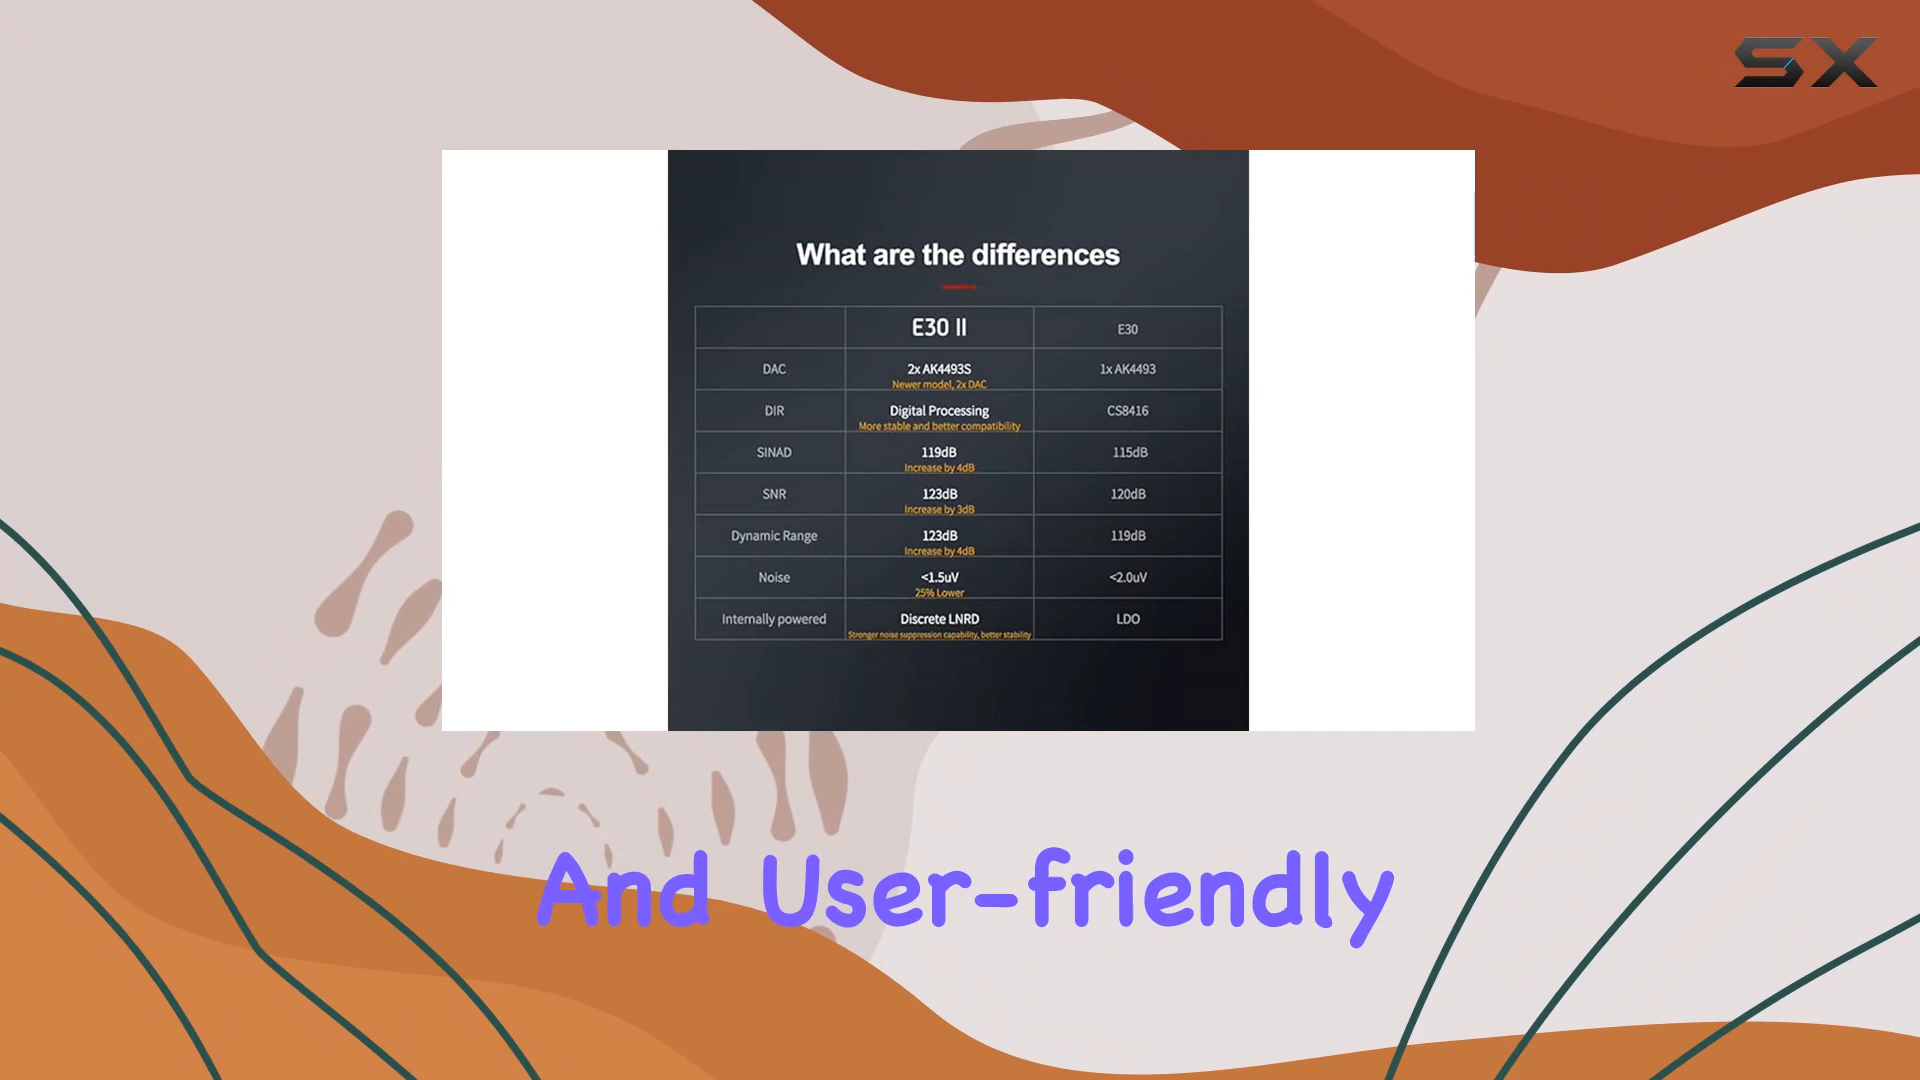 SX
What are the differences
E30 II E30
DAC 2x AK4493S 1x AK4493
Newer model, 2x DAC
DIR Digital Processing CS8416
More stable and better compatibility
SINAD 119dB 115dB
Increase by 4dB
SNR 123dB 120dB
Increase by 3dB
Dynamic Range 123dB 119dB
Increase by 4dB
Noise <1.5uV <2.0uV
25% Lower
Internally powered Discrete LNRD LDO
Stronger noise suppression capability, better stability
And User-friendly